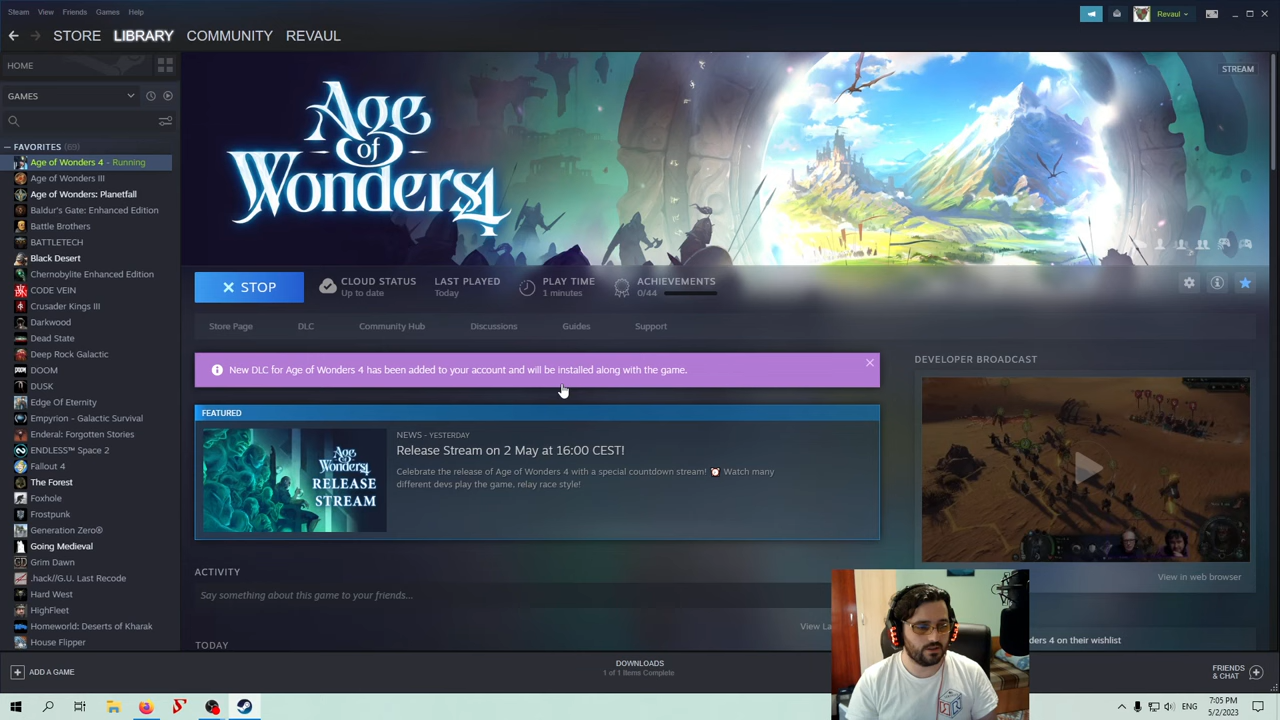 Steam View Friends Games Help
Revaul
STORE LIBRARY COMMUNITY REVAUL
HOME
STREAM
GAMES
FAVORITES (69)
Age of Wonders 4 - Running
Age of Wonders III
Age of Wonders: Planetfall
Baldur's Gate: Enhanced Edition
Battle Brothers
BATTLETECH
Black Desert
Chernobylite Enhanced Edition
CODE VEIN
Crusader Kings III
Darkwood
Dead State
Deep Rock Galactic
DOOM
DUSK
Edge Of Eternity
Empyrion - Galactic Survival
Enderal: Forgotten Stories
ENDLESS™ Space 2
Fallout 4
The Forest
Foxhole
Frostpunk
Generation Zero®
Going Medieval
Grim Dawn
.hack//G.U. Last Recode
Hard West
HighFleet
Homeworld: Deserts of Kharak
House Flipper
Age
of
Wonders 4
STOP
CLOUD STATUS
Up to date
LAST PLAYED
Today
PLAY TIME
1 minutes
ACHIEVEMENTS
0/44
Store Page DLC Community Hub Discussions Guides Support
New DLC for Age of Wonders 4 has been added to your account and will be installed along with the game.
FEATURED
Age
of
Wonders 4
RELEASE
STREAM
NEWS - YESTERDAY
Release Stream on 2 May at 16:00 CEST!
Celebrate the release of Age of Wonders 4 with a special countdown stream! ⏰ Watch many
different devs play the game, relay race style!
ACTIVITY
Say something about this game to your friends...
View La
TODAY
DEVELOPER BROADCAST
View in web browser
ders 4 on their wishlist
ADD A GAME
DOWNLOADS
1 of 1 Items Complete
FRIENDS
& CHAT
ENG
7:05 PM
5/2/2023